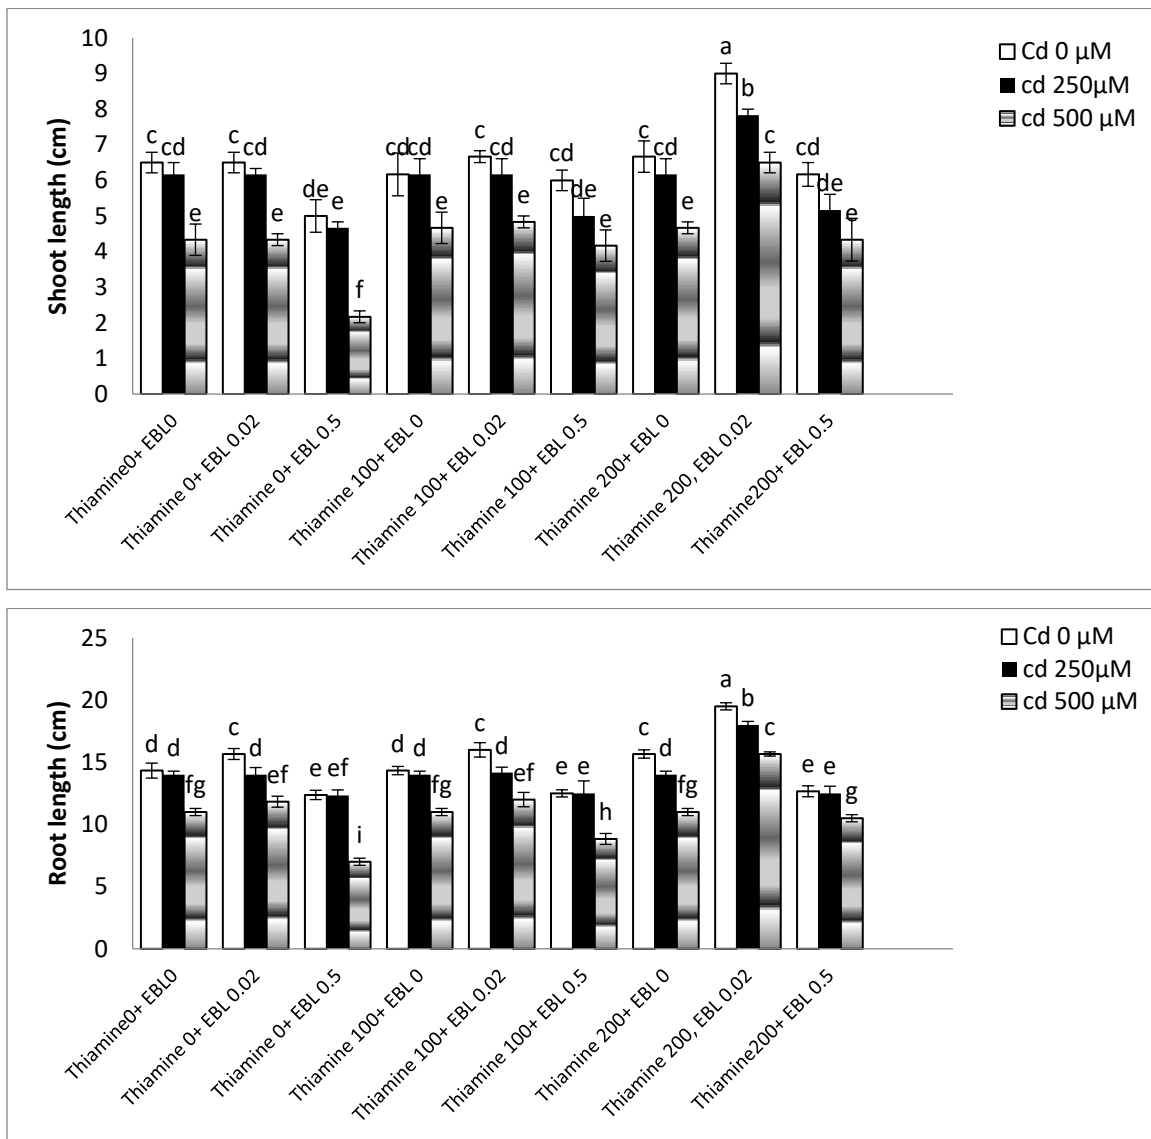 Shoot length (cm)
10
9
8
7
6
5
4
3
2
1
0
c cd e
c cd e
de e f
cd cd e
c cd e
cd de e
c cd e
a b c
cd de e
Thiamine0+ EBL0
Thiamine 0+ EBL 0.02
Thiamine 0+ EBL 0.5
Thiamine 100+ EBL 0
Thiamine 100+ EBL 0.02
Thiamine 100+ EBL 0.5
Thiamine 200+ EBL 0
Thiamine 200, EBL 0.02
Thiamine200+ EBL 0.5
Cd 0 µM
cd 250µM
cd 500 µM
Root length (cm)
25
20
15
10
5
0
d d fg
c d ef
e ef i
d d fg
c d ef
e e h
c d fg
a b c
e e g
Thiamine0+ EBL0
Thiamine 0+ EBL 0.02
Thiamine 0+ EBL 0.5
Thiamine 100+ EBL 0
Thiamine 100+ EBL 0.02
Thiamine 100+ EBL 0.5
Thiamine 200+ EBL 0
Thiamine 200, EBL 0.02
Thiamine200+ EBL 0.5
Cd 0 µM
cd 250µM
cd 500 µM